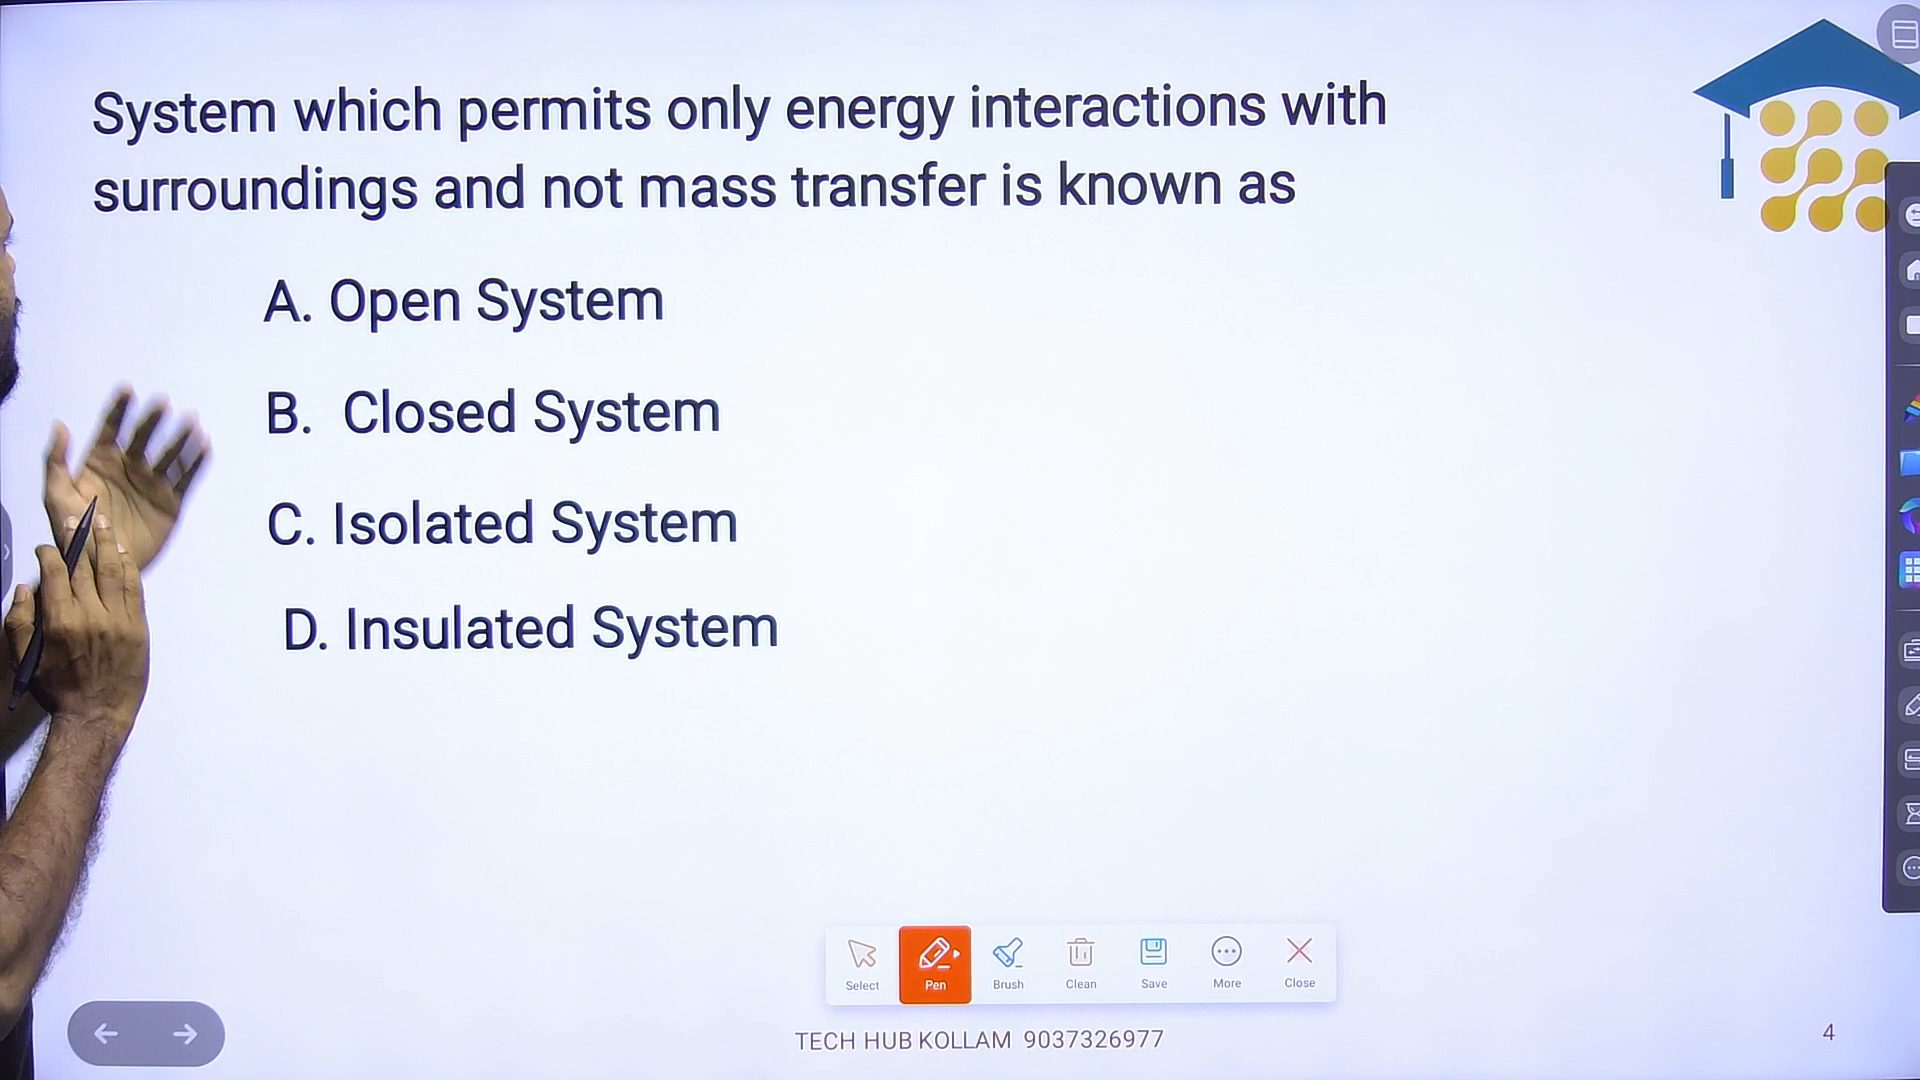 System which permits only energy interactions with
surroundings and not mass transfer is known as
A. Open System
B. Closed System
C. Isolated System
D. Insulated System
Select
Pen
Brush
Clean
Save
More
Close
TECH HUB KOLLAM 9037326977
4